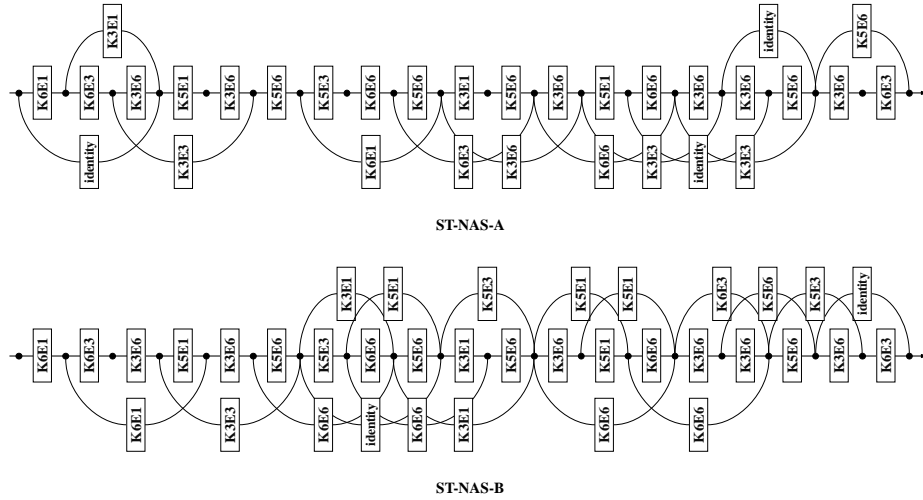 K3E1 identity K5E6
K6E1 K6E3 K3E6 K5E1 K3E6 K5E6 K5E3 K6E6 K5E6 K3E1 K5E6 K3E6 K5E1 K6E6 K3E6 K3E6 K5E6 K3E6 K6E3
identity K3E3 K6E1 K6E3 K3E6 K6E6 K3E3 identity K3E3
ST-NAS-A
K3E1 K5E1 K5E3 K5E1 K5E1 K6E3 K5E6 K5E3 identity
K6E1 K6E3 K3E6 K5E1 K3E6 K5E6 K5E3 K6E6 K5E6 K3E1 K5E6 K3E6 K5E1 K6E6 K3E6 K3E6 K5E6 K3E6 K6E3
K6E1 K3E3 K6E6 identity K6E6 K3E1 K6E6 K6E6
ST-NAS-B